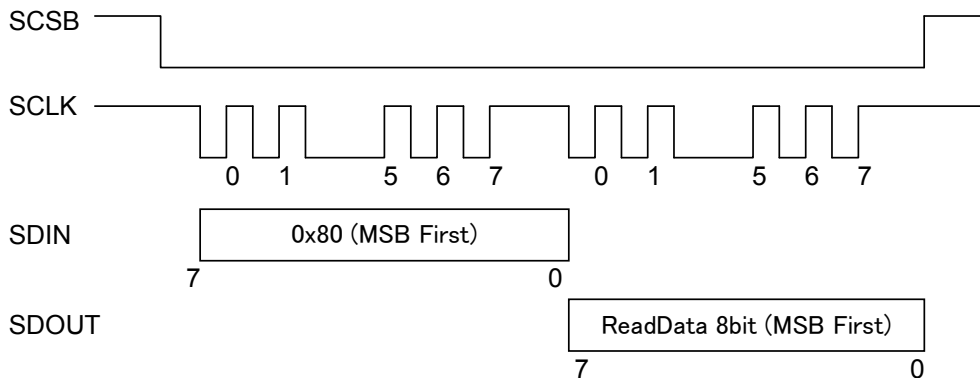 SCSB
SCLK
0 1 5 6 7 0 1 5 6 7
SDIN
0x80 (MSB First)
7 0
SDOUT
ReadData 8bit (MSB First)
7 0